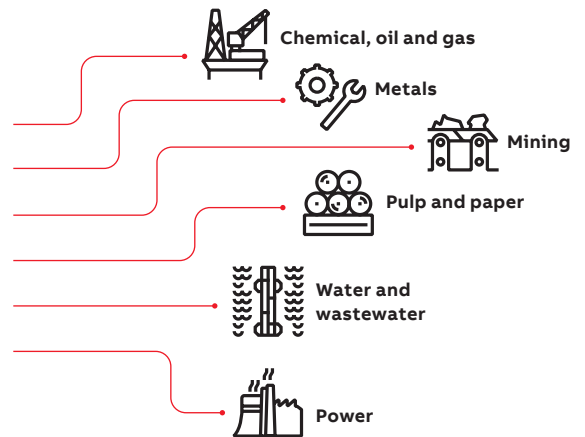 Chemical, oil and gas
Metals
Mining
Pulp and paper
Water and
wastewater
Power